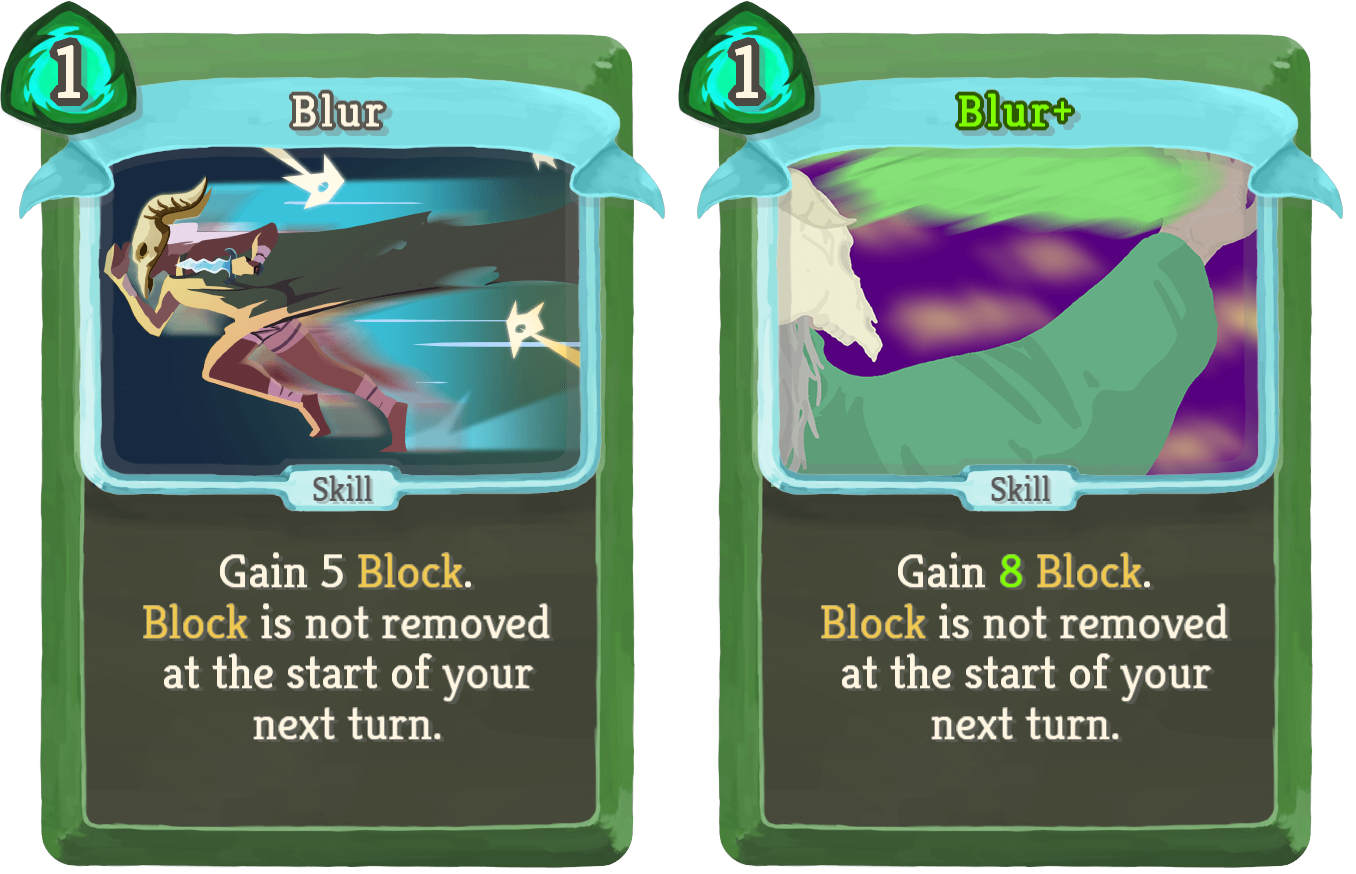 1
Blur
Skill
Gain 5 Block.
Block is not removed
at the start of your
next turn.
1
Blur+
Skill
Gain 8 Block.
Block is not removed
at the start of your
next turn.